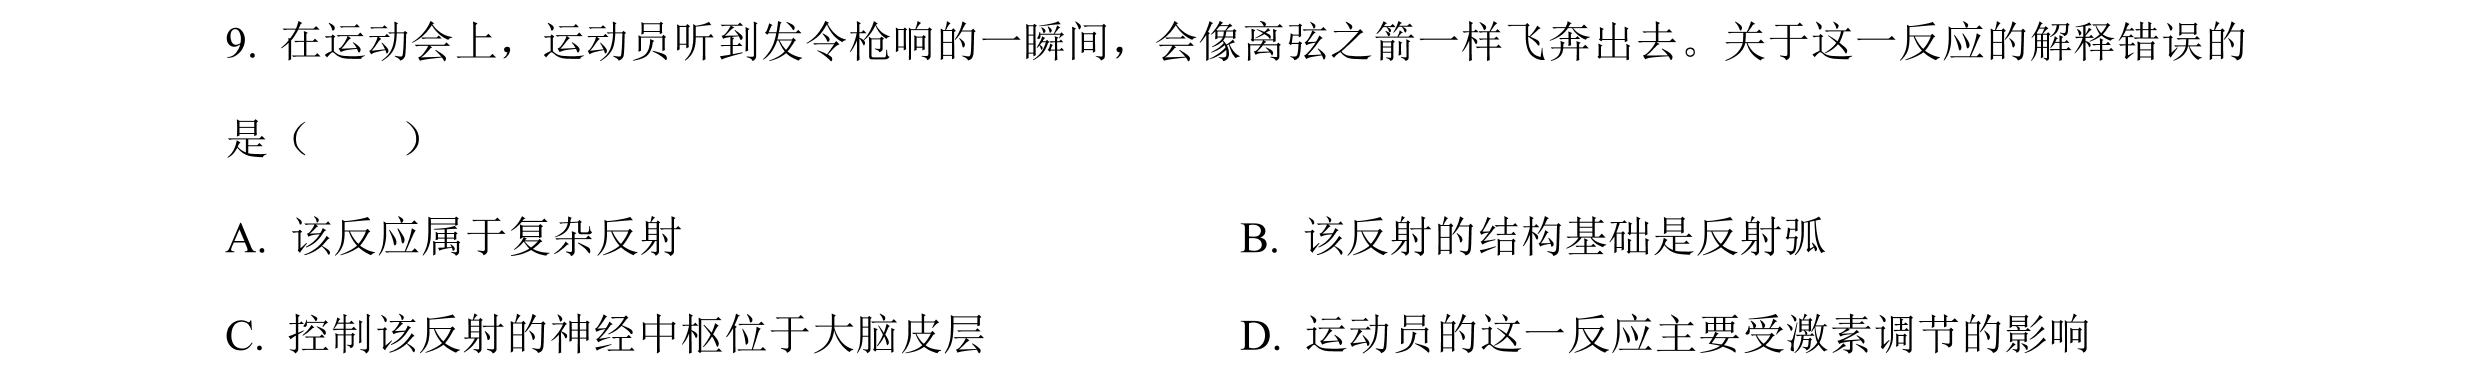 9. 在运动会上，运动员听到发令枪响的一瞬间，会像离弦之箭一样飞奔出去。关于这一反应的解释错误的
是（　　）
A. 该反应属于复杂反射　　B. 该反射的结构基础是反射弧
C. 控制该反射的神经中枢位于大脑皮层　　D. 运动员的这一反应主要受激素调节的影响